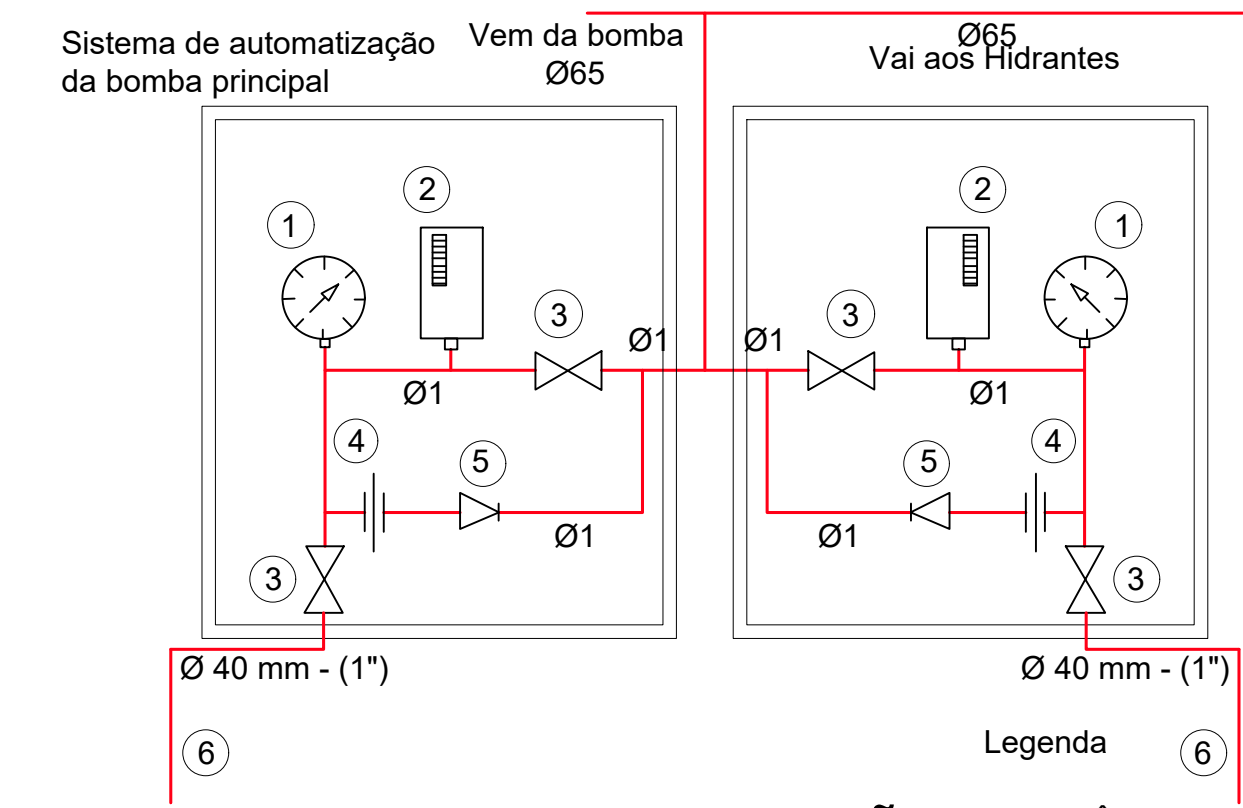 Sistema de automatização
da bomba principal
Vem da bomba
Ø65
Ø65
Vai aos Hidrantes
2
2
1
1
3
3
Ø1
Ø1
Ø1
Ø1
4
4
5
5
Ø1
Ø1
3
3
Ø 40 mm - (1")
Ø 40 mm - (1")
Legenda
6
6